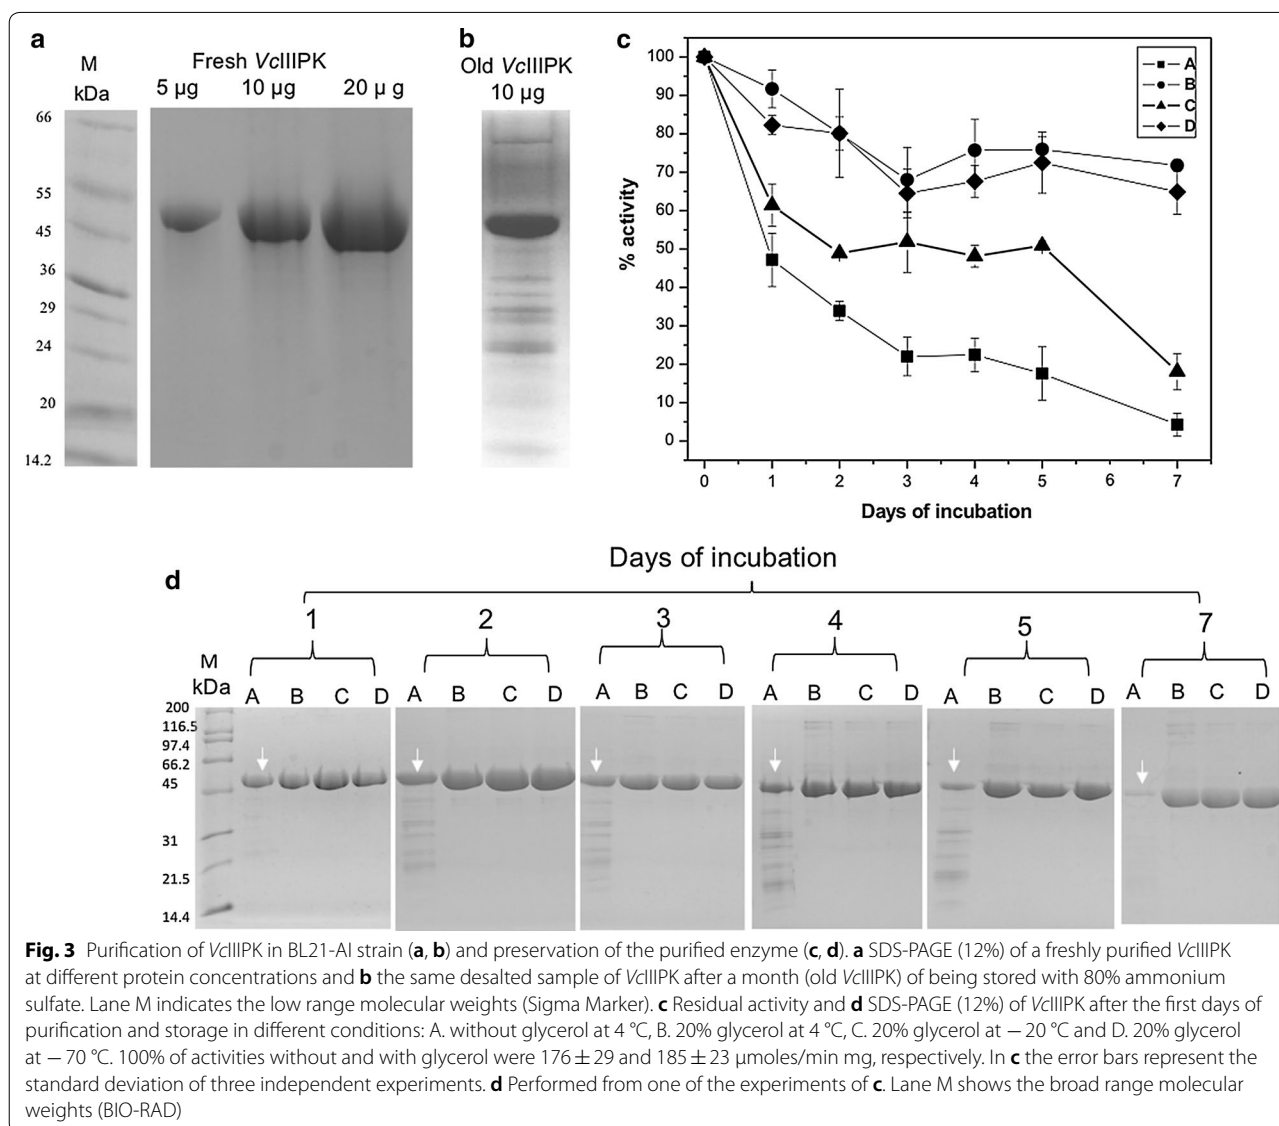 a
M
kDa
Fresh VcIIIPK
5 µg 10 µg 20 µ g
66
55
45
36
29
24
20
14.2
b
Old VcIIIPK
10 µg
c
100
90
80
70
60
50
40
30
20
10
0
% activity
A
B
C
D
0 1 2 3 4 5 6 7
Days of incubation
d
Days of incubation
1 2 3 4 5 7
M
kDa
A B C D A B C D A B C D A B C D A B C D A B C D
200
116.5
97.4
66.2
45
31
21.5
14.4
Fig. 3 Purification of VcIIIPK in BL21-AI strain (a, b) and preservation of the purified enzyme (c, d). a SDS-PAGE (12%) of a freshly purified VcIIIPK
at different protein concentrations and b the same desalted sample of VcIIIPK after a month (old VcIIIPK) of being stored with 80% ammonium
sulfate. Lane M indicates the low range molecular weights (Sigma Marker). c Residual activity and d SDS-PAGE (12%) of VcIIIPK after the first days of
purification and storage in different conditions: A. without glycerol at 4 °C, B. 20% glycerol at 4 °C, C. 20% glycerol at − 20 °C and D. 20% glycerol
at − 70 °C. 100% of activities without and with glycerol were 176 ± 29 and 185 ± 23 µmoles/min mg, respectively. In c the error bars represent the
standard deviation of three independent experiments. d Performed from one of the experiments of c. Lane M shows the broad range molecular
weights (BIO-RAD)